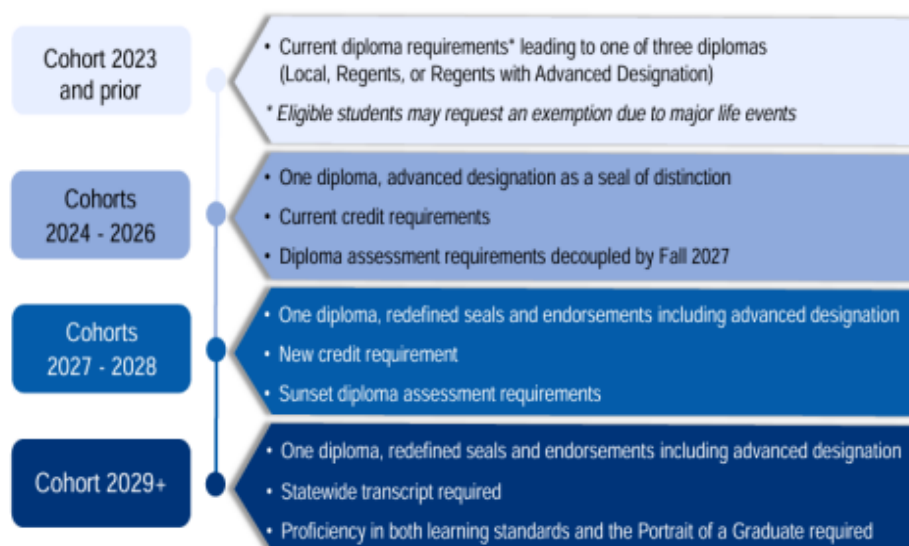 Cohort 2023
and prior
• Current diploma requirements* leading to one of three diplomas
(Local, Regents, or Regents with Advanced Designation)
* Eligible students may request an exemption due to major life events
Cohorts
2024 - 2026
• One diploma, advanced designation as a seal of distinction
• Current credit requirements
• Diploma assessment requirements decoupled by Fall 2027
Cohorts
2027 - 2028
• One diploma, redefined seals and endorsements including advanced designation
• New credit requirement
• Sunset diploma assessment requirements
Cohort 2029+
• One diploma, redefined seals and endorsements including advanced designation
• Statewide transcript required
• Proficiency in both learning standards and the Portrait of a Graduate required